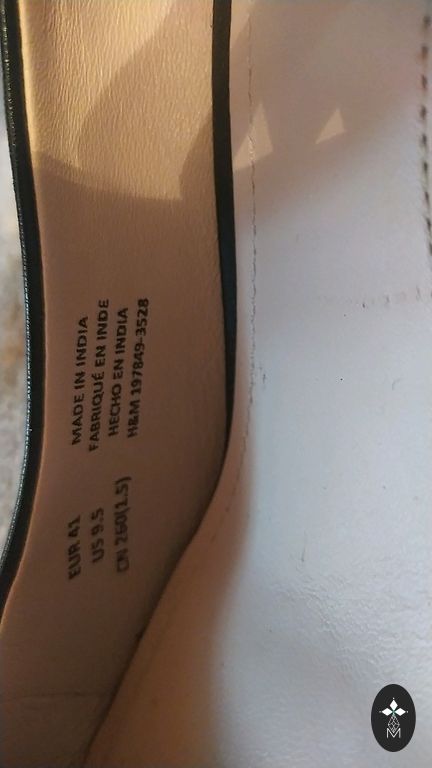 MADE IN INDIA
FABRIQUÉ EN INDE
HECHO EN INDIA
H&M 197849-3528
EUR 41
US 9.5
CN 260(1.5)
M